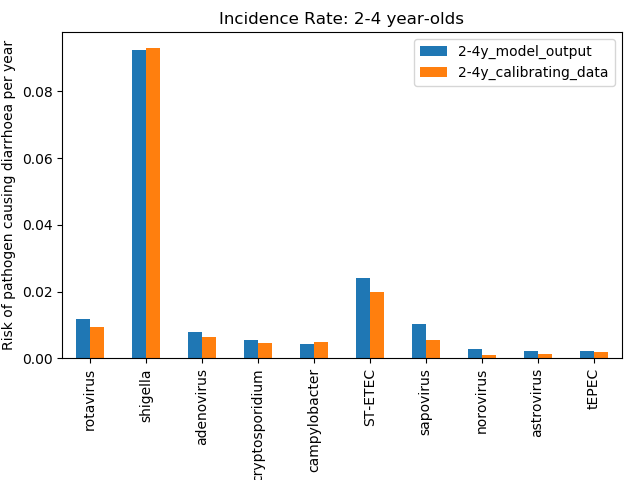 Incidence Rate: 2-4 year-olds
Risk of pathogen causing diarrhoea per year
0.08
0.06
0.04
0.02
0.00
2-4y_model_output
2-4y_calibrating_data
rotavirus
shigella
adenovirus
cryptosporidium
campylobacter
ST-ETEC
sapovirus
norovirus
astrovirus
tEPEC